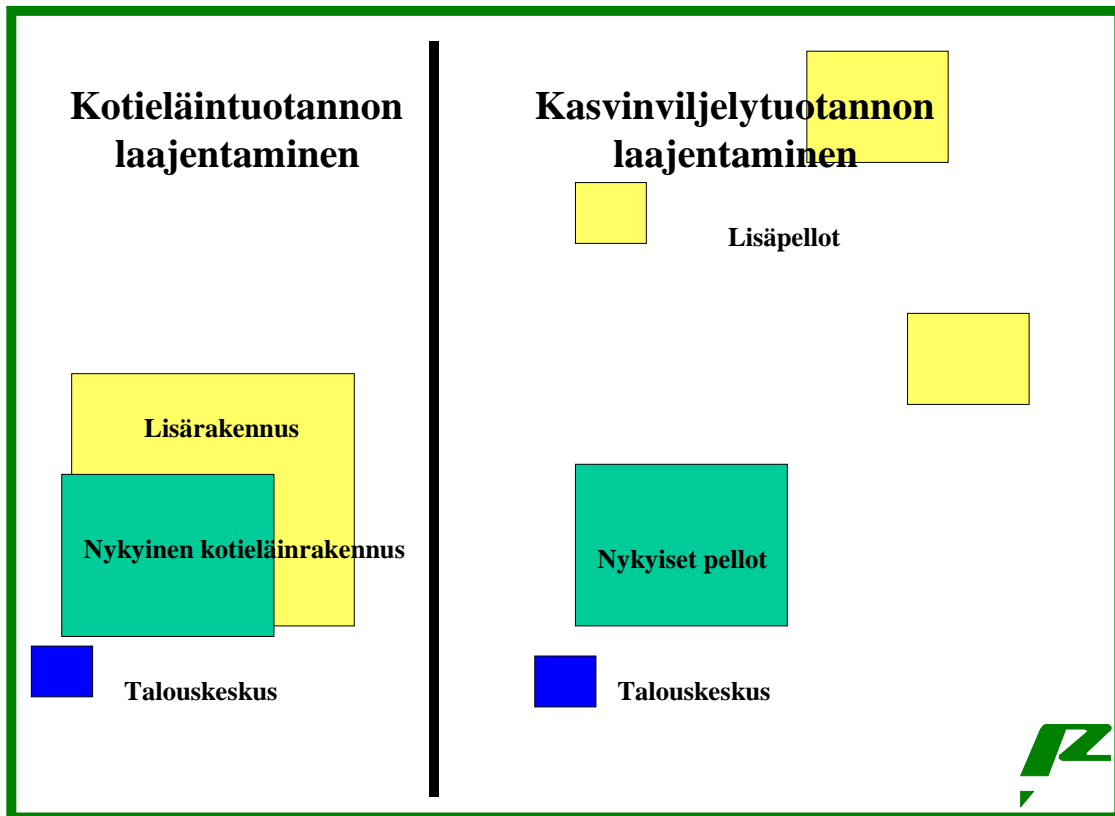 Kotieläintuotannon
laajentaminen
Lisärakennus
Nykyinen kotieläinrakennus
Talouskeskus
Kasvinviljelytuotannon
laajentaminen
Lisäpellot
Nykyiset pellot
Talouskeskus